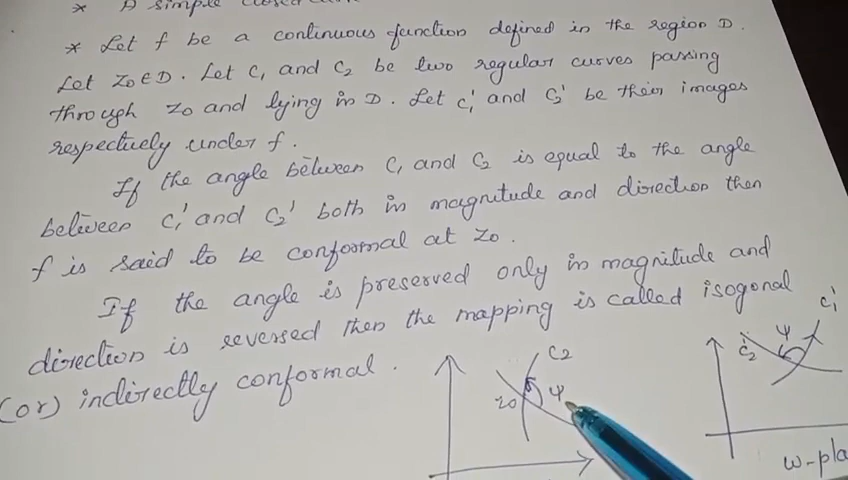 * A simple closed
* Let f be a continuous function defined in the region D.
Let z₀ ∈ D. Let C₁ and C₂ be two regular curves passing
through z₀ and lying in D. Let C₁' and C₂' be their images
respectively under f.
If the angle between C₁ and C₂ is equal to the angle
between C₁' and C₂' both in magnitude and direction then
f is said to be conformal at z₀.
If the angle is preserved only in magnitude and
direction is reversed then the mapping is called isogonal
(or) indirectly conformal.
C₂
z₀ ψ
C₁'
C₂' ψ
w-pla